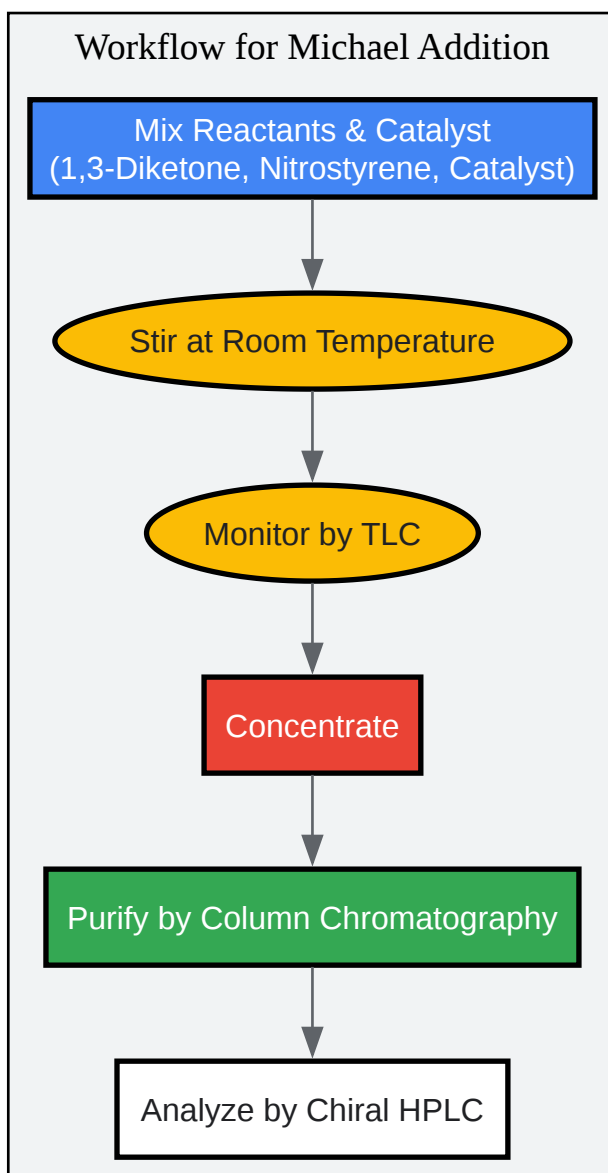 Workflow for Michael Addition
Mix Reactants & Catalyst
(1,3-Diketone, Nitrostyrene, Catalyst)
Stir at Room Temperature
Monitor by TLC
Concentrate
Purify by Column Chromatography
Analyze by Chiral HPLC